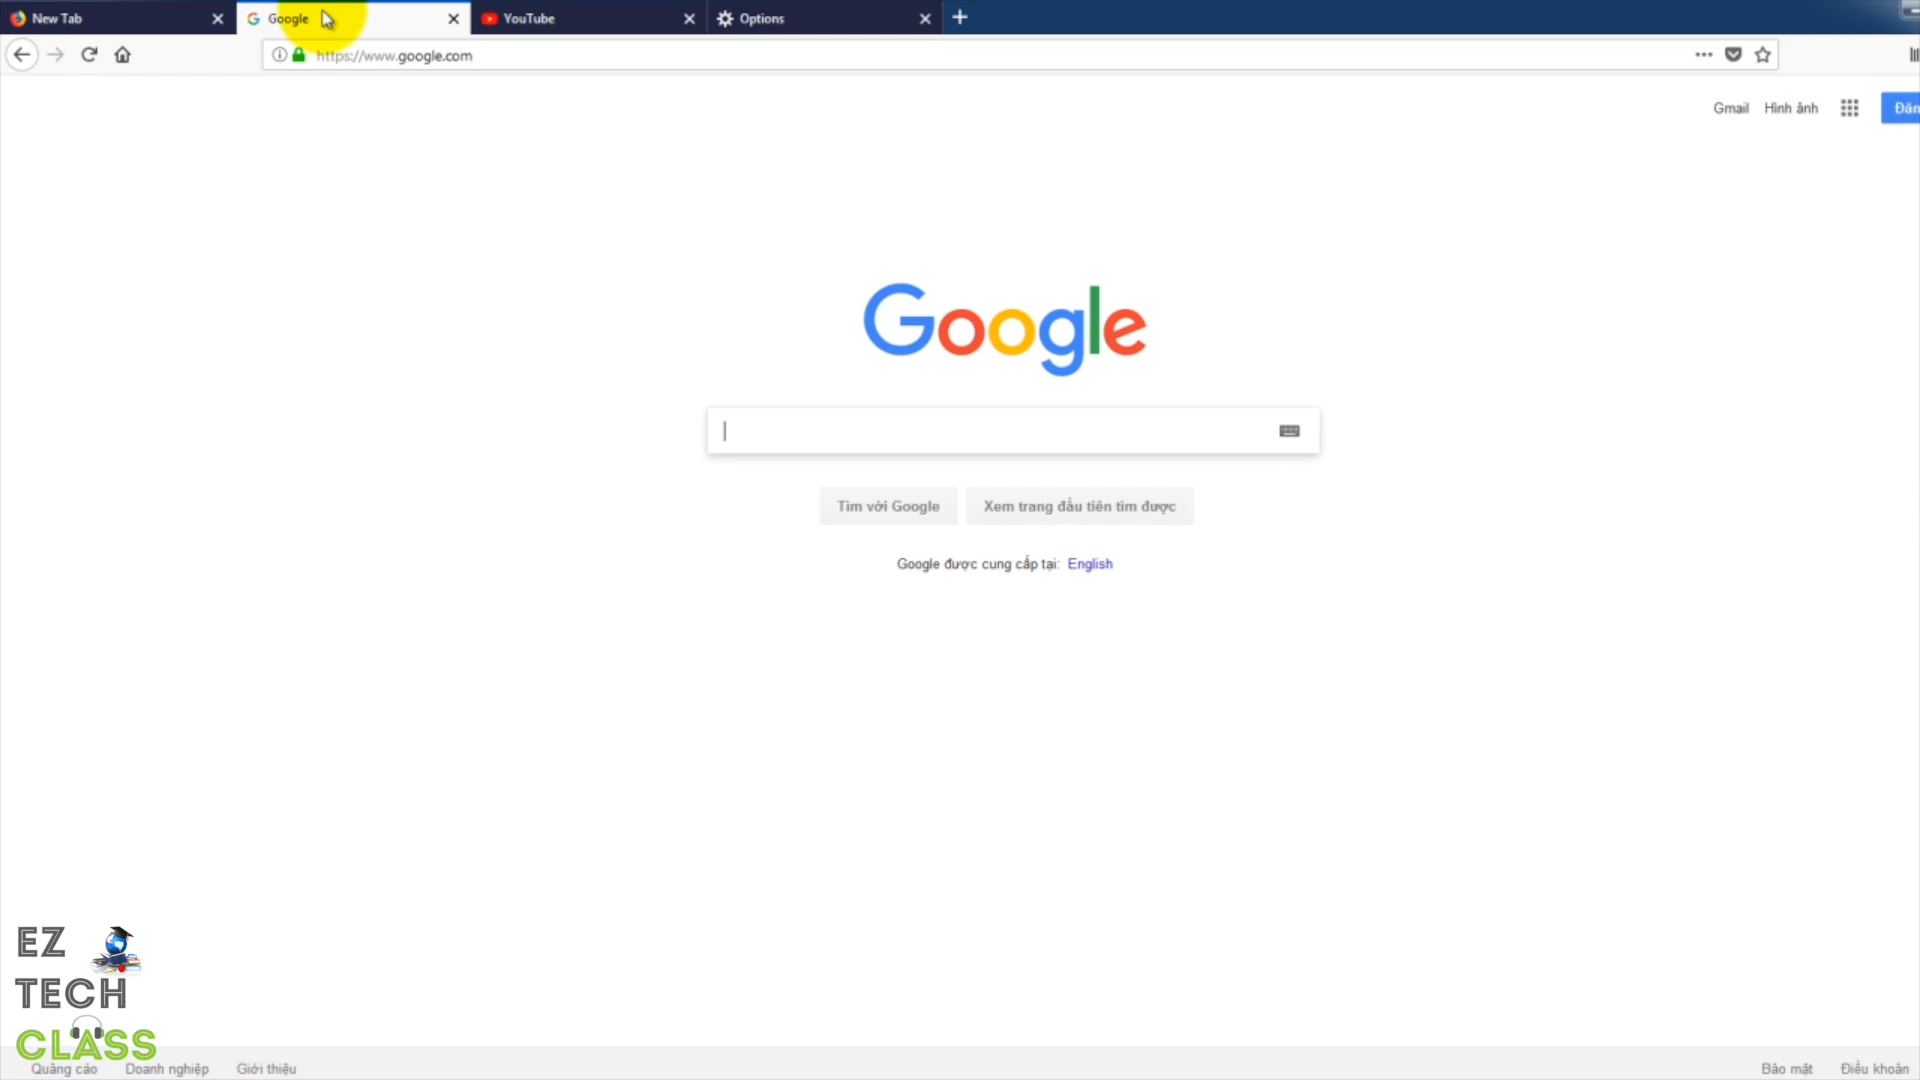 New Tab
Google
YouTube
Options
https://www.google.com
Gmail
Hình ảnh
Google
Tìm với Google
Xem trang đầu tiên tìm được
Google được cung cấp tại: English
EZ
TECH
CLASS
Quảng cáo
Doanh nghiệp
Giới thiệu
Bảo mật
Điều khoản